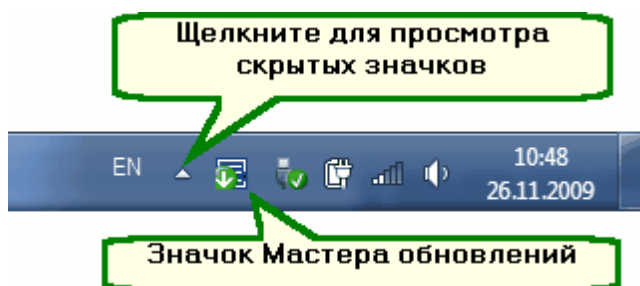 Щелкните для просмотра
скрытых значков
EN
10:48
26.11.2009
Значок Мастера обновлений